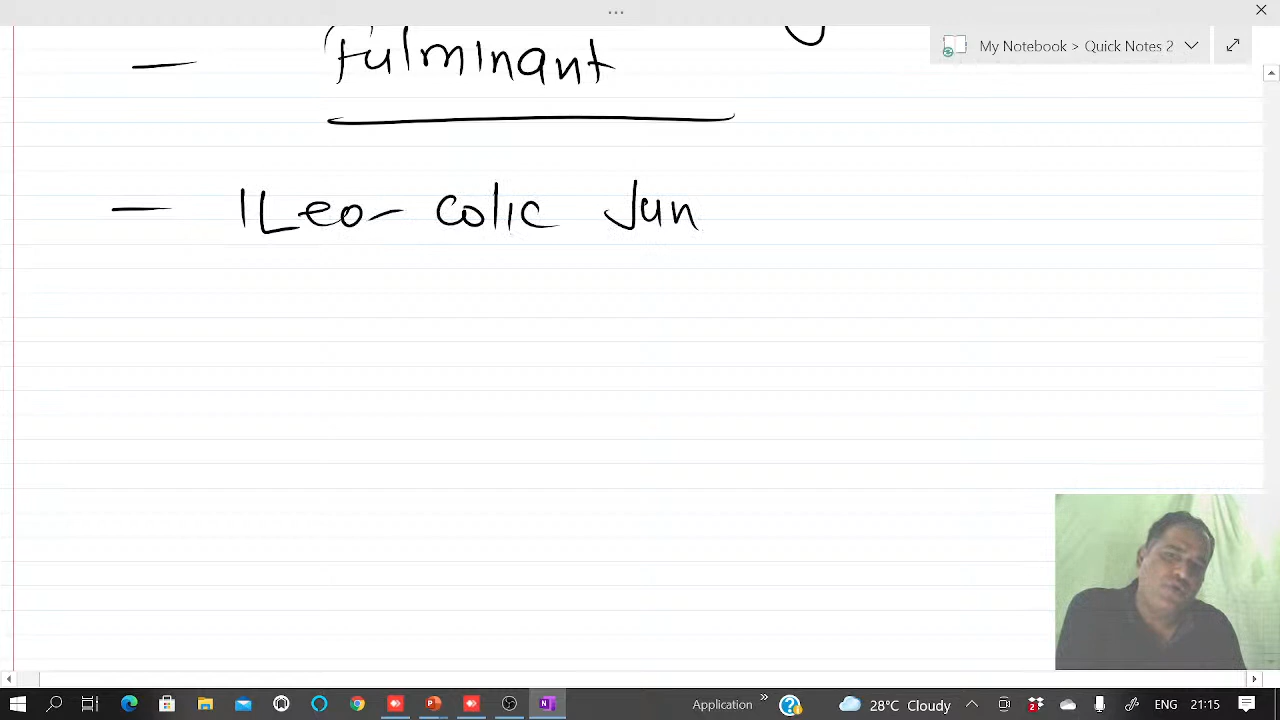 My Notebook > Quick Notes 2
— fulminant
— ILeo- colic Jun
Application
28°C Cloudy
ENG
21:15